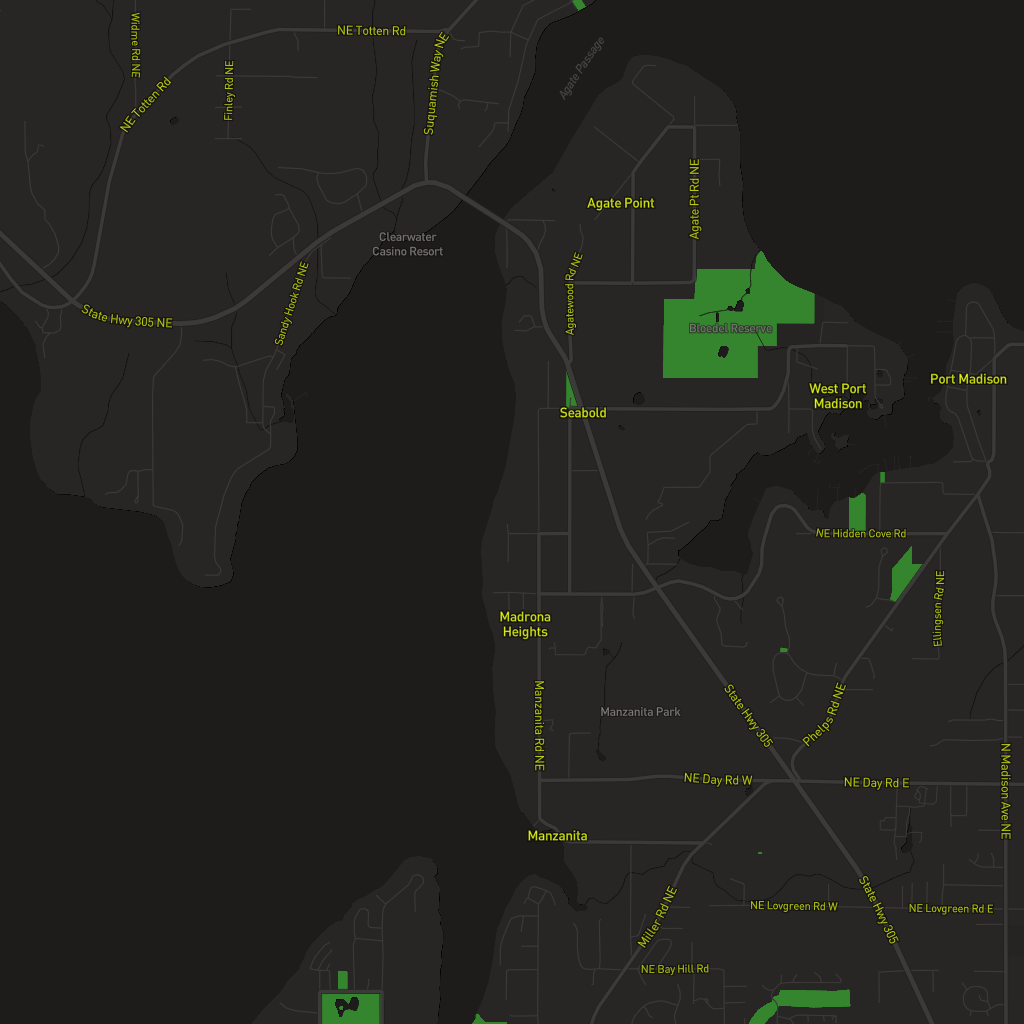 Widme Rd NE
NE Totten Rd
Suquamish Way NE
Agate Passage
Finley Rd NE
NE Totten Rd
Agate Pt Rd NE
Agate Point
Clearwater
Casino Resort
Agatewood Rd NE
Sandy Hook Rd NE
State Hwy 305 NE
Bloedel Reserve
Port Madison
West Port
Madison
Seabold
NE Hidden Cove Rd
Ellingsen Rd NE
Madrona
Heights
Manzanita Rd NE
Manzanita Park
State Hwy 305
Phelps Rd NE
N Madison Ave NE
NE Day Rd W
NE Day Rd E
Manzanita
Miller Rd NE
NE Lovgreen Rd W
State Hwy 305
NE Lovgreen Rd E
NE Bay Hill Rd